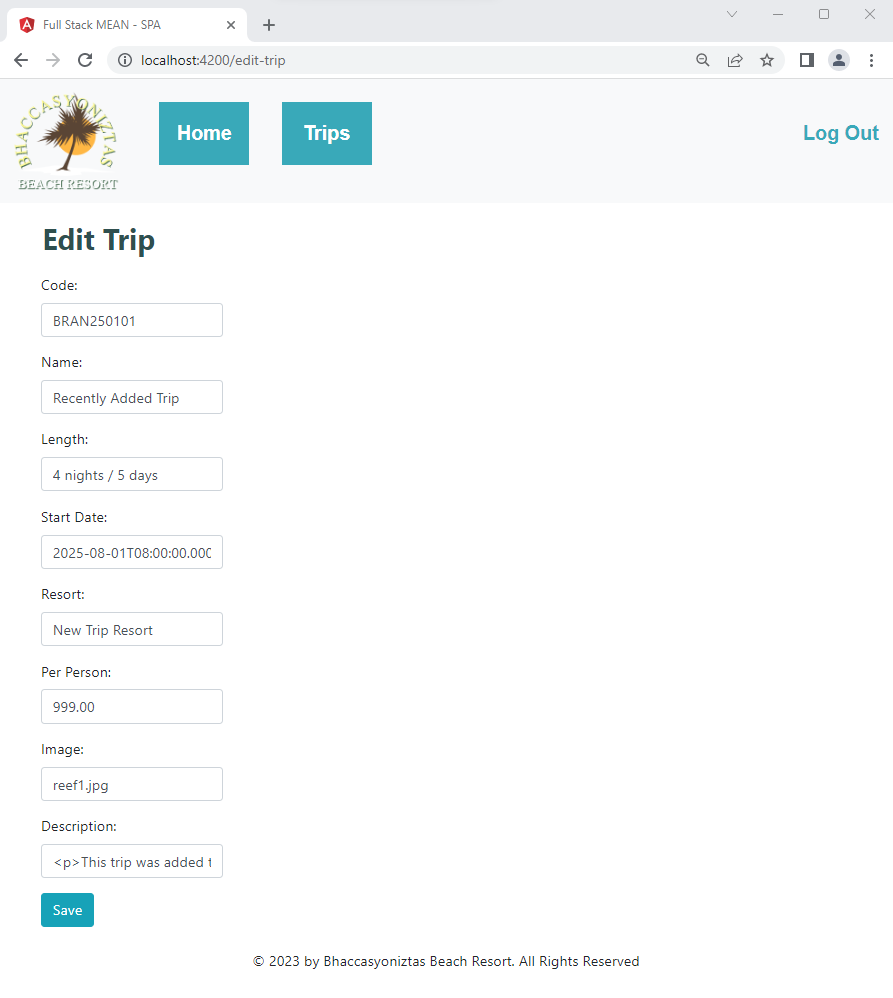 Full Stack MEAN - SPA
localhost:4200/edit-trip
BHACCASYONIZTAS
BEACH RESORT
Home
Trips
Log Out
Edit Trip
Code:
BRAN250101
Name:
Recently Added Trip
Length:
4 nights / 5 days
Start Date:
2025-08-01T08:00:00.000
Resort:
New Trip Resort
Per Person:
999.00
Image:
reef1.jpg
Description:
<p>This trip was added t
Save
© 2023 by Bhaccasyoniztas Beach Resort. All Rights Reserved